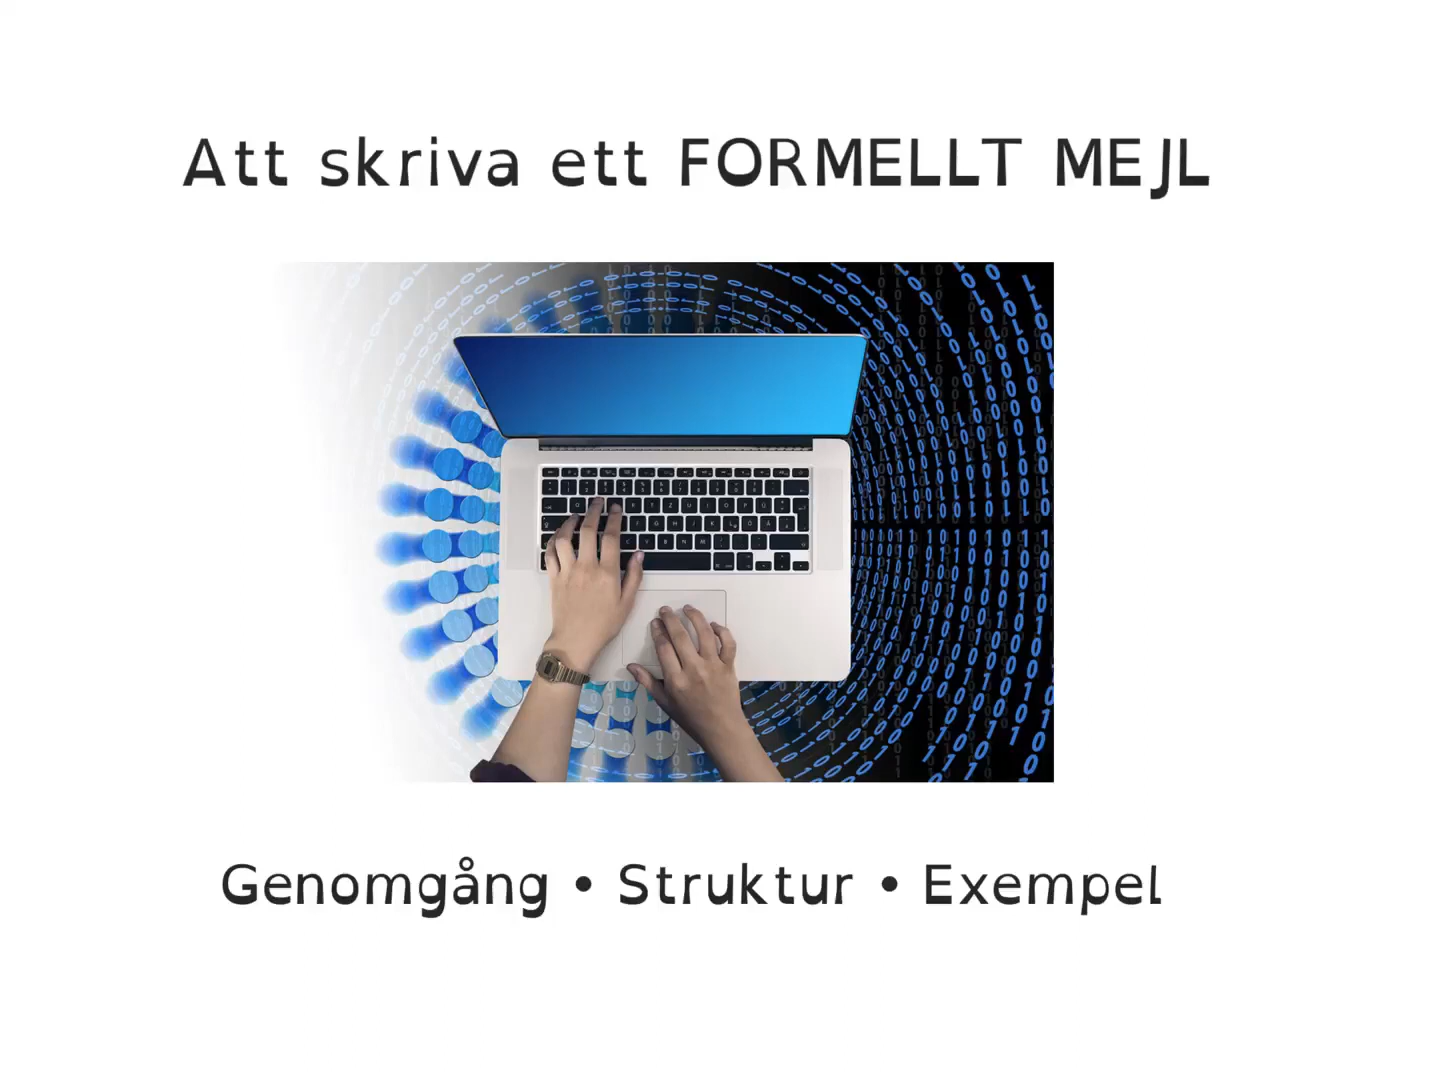 Att skriva ett FORMELLT MEJL
Genomgång • Struktur • Exempel